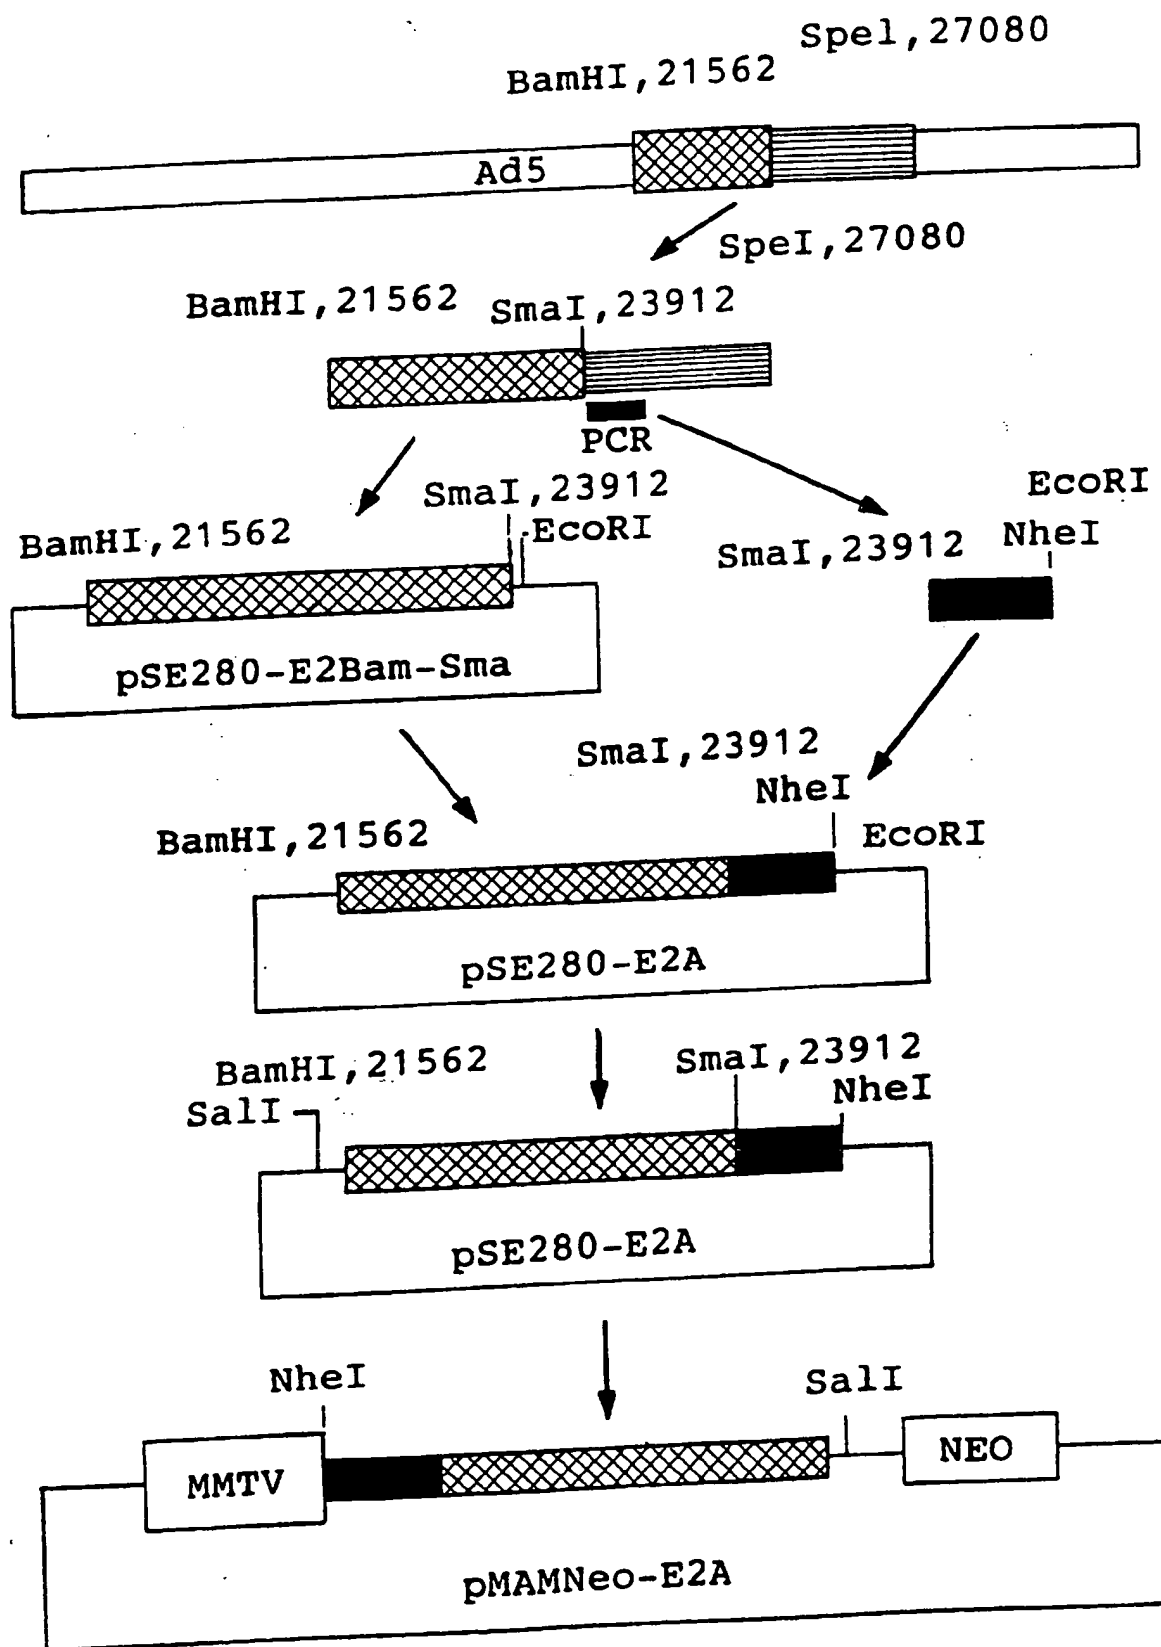 Spel,27080
BamHI,21562
Ad5
SpeI,27080
BamHI,21562
SmaI,23912
PCR
SmaI,23912
EcoRI
BamHI,21562
pSE280-E2Bam-Sma
EcoRI
SmaI,23912
NheI
SmaI,23912
NheI
BamHI,21562
EcoRI
pSE280-E2A
BamHI,21562
SmaI,23912
SalI
NheI
pSE280-E2A
NheI
SalI
MMTV
NEO
pMAMNeo-E2A